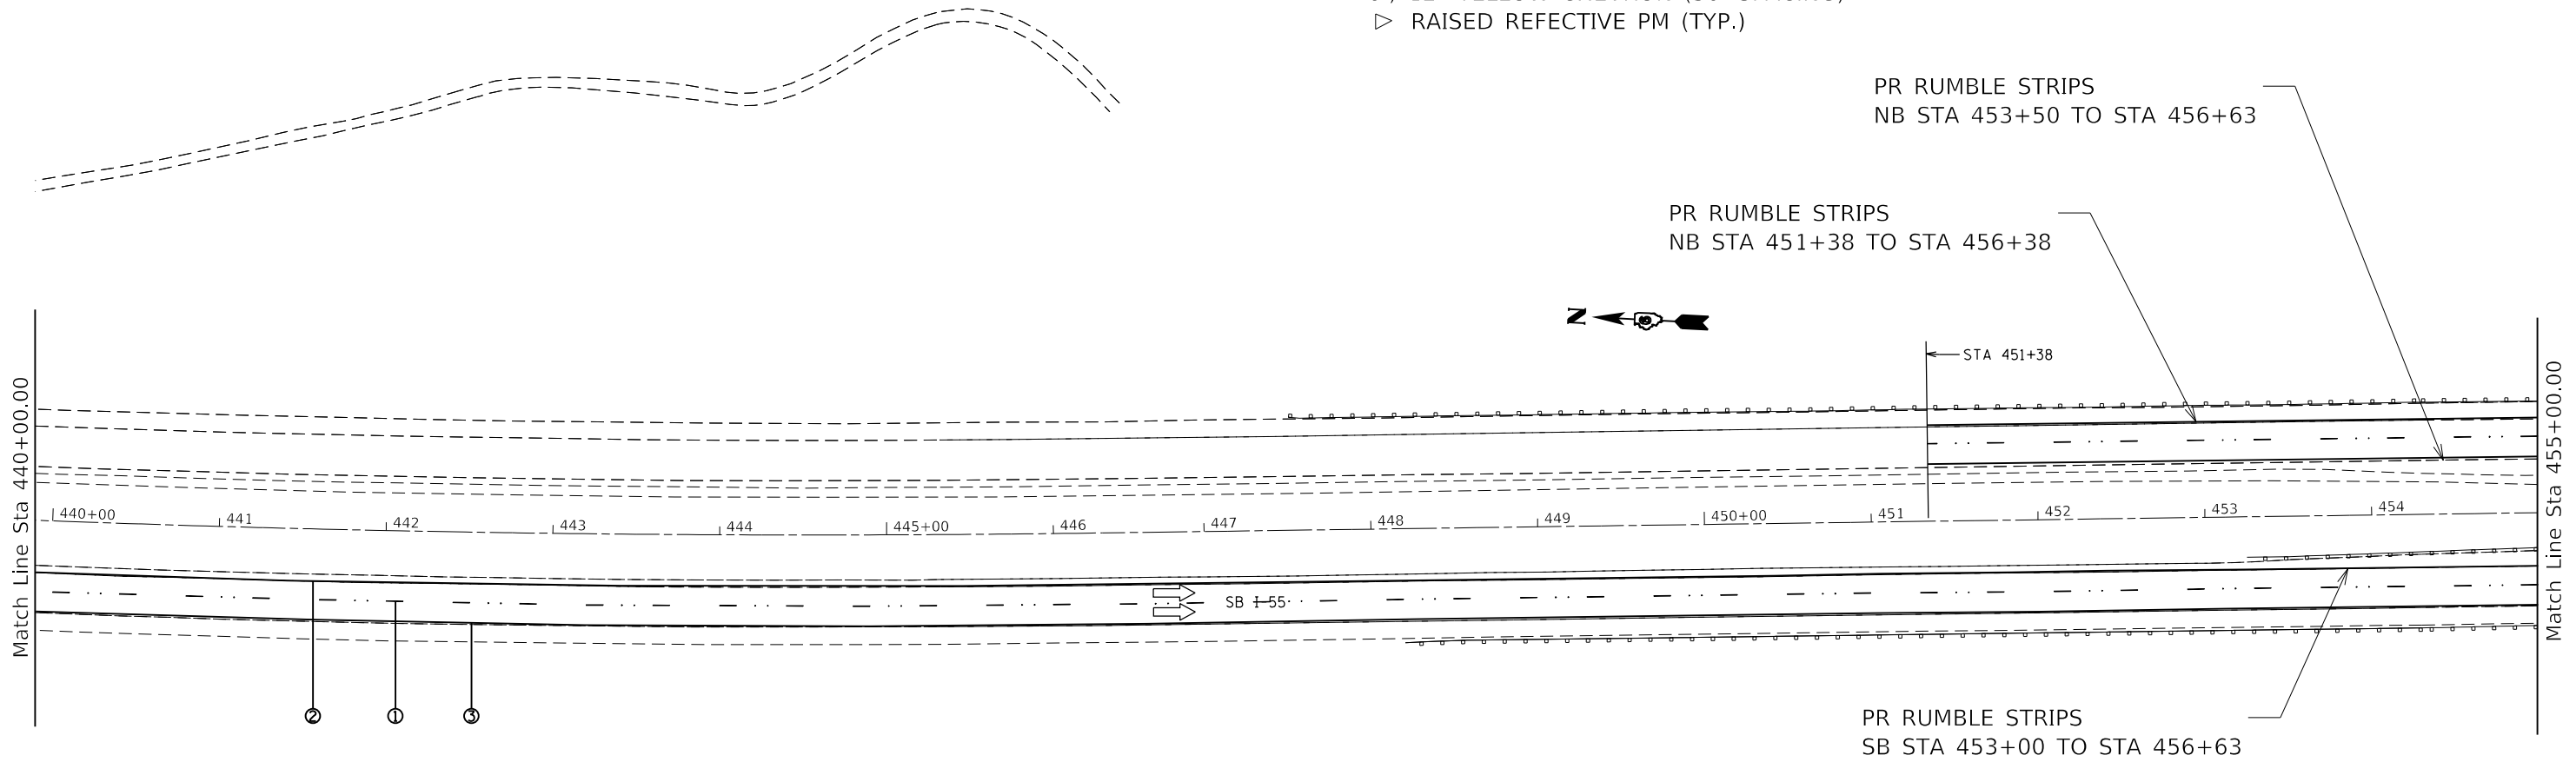 ▷ RAISED REFECTIVE PM (TYP.)
PR RUMBLE STRIPS
NB STA 453+50 TO STA 456+63
PR RUMBLE STRIPS
NB STA 451+38 TO STA 456+38
N
STA 451+38
Match Line Sta 440+00.00
Match Line Sta 455+00.00
440+00
441
442
443
444
445+00
446
447
448
449
450+00
451
452
453
454
SB I-55
②
①
③
PR RUMBLE STRIPS
SB STA 453+00 TO STA 456+63